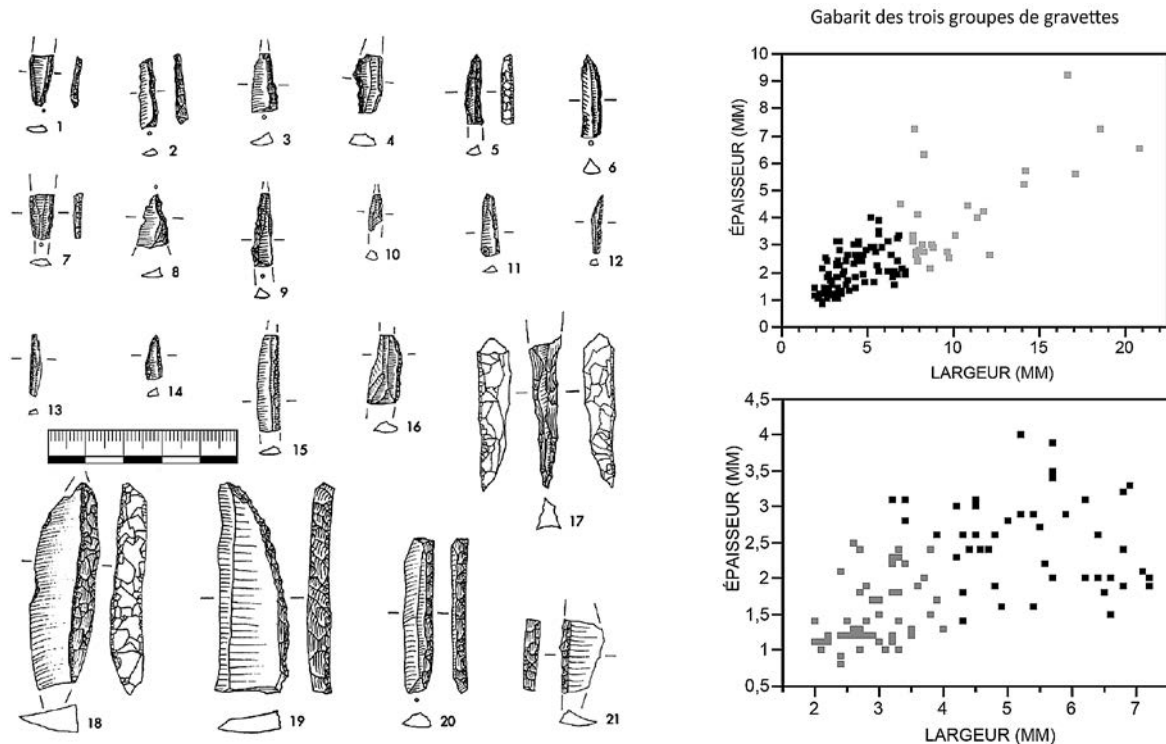 1 2 3 4 5 6
7 8 9 10 11 12
13 14 15 16 17
18 19 20 21
Gabarit des trois groupes de gravettes
ÉPAISSEUR (MM)
10
9
8
7
6
5
4
3
2
1
0
0 5 10 15 20
LARGEUR (MM)
ÉPAISSEUR (MM)
4,5
4
3,5
3
2,5
2
1,5
1
0,5
2 3 4 5 6 7
LARGEUR (MM)